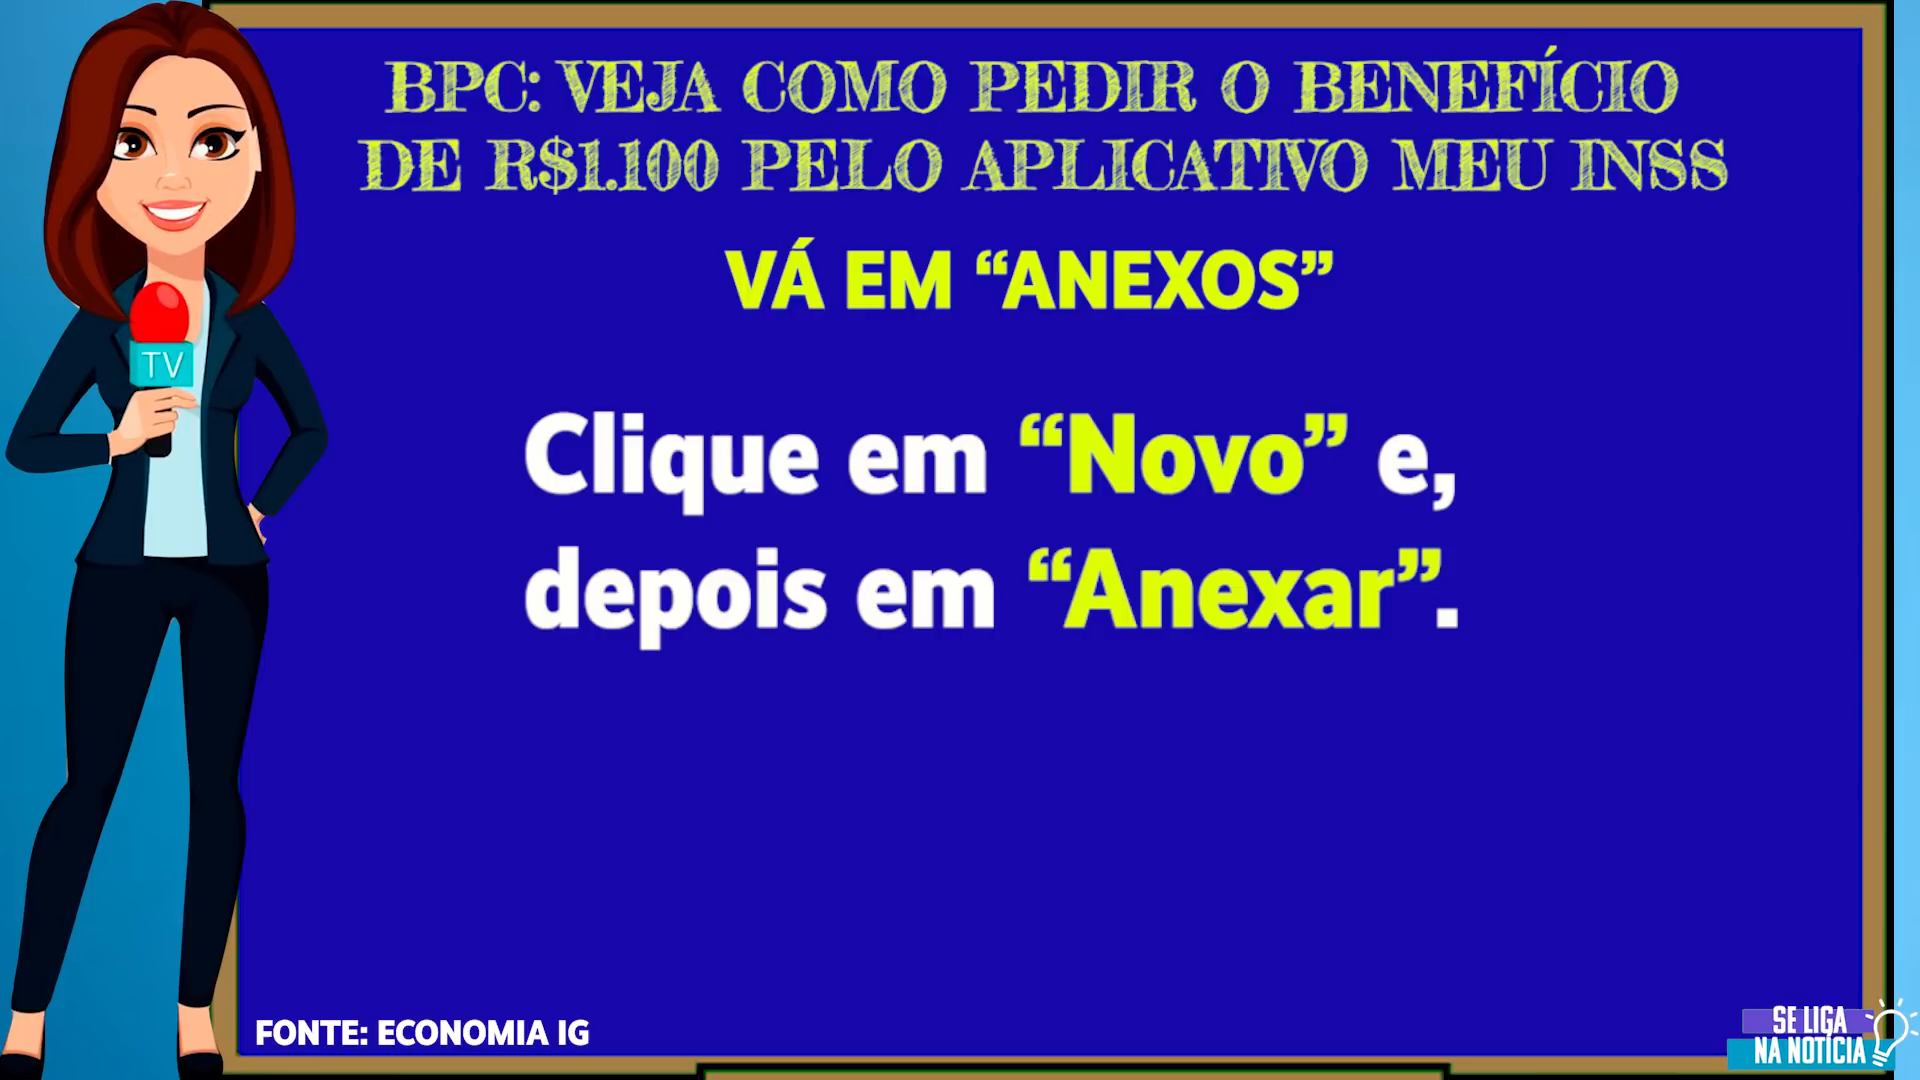 BPC: VEJA COMO PEDIR O BENEFÍCIO
DE R$1.100 PELO APLICATIVO MEU INSS
VÁ EM “ANEXOS”
TV
Clique em “Novo” e,
depois em “Anexar”.
FONTE: ECONOMIA IG
SE LIGA
NA NOTÍCIA